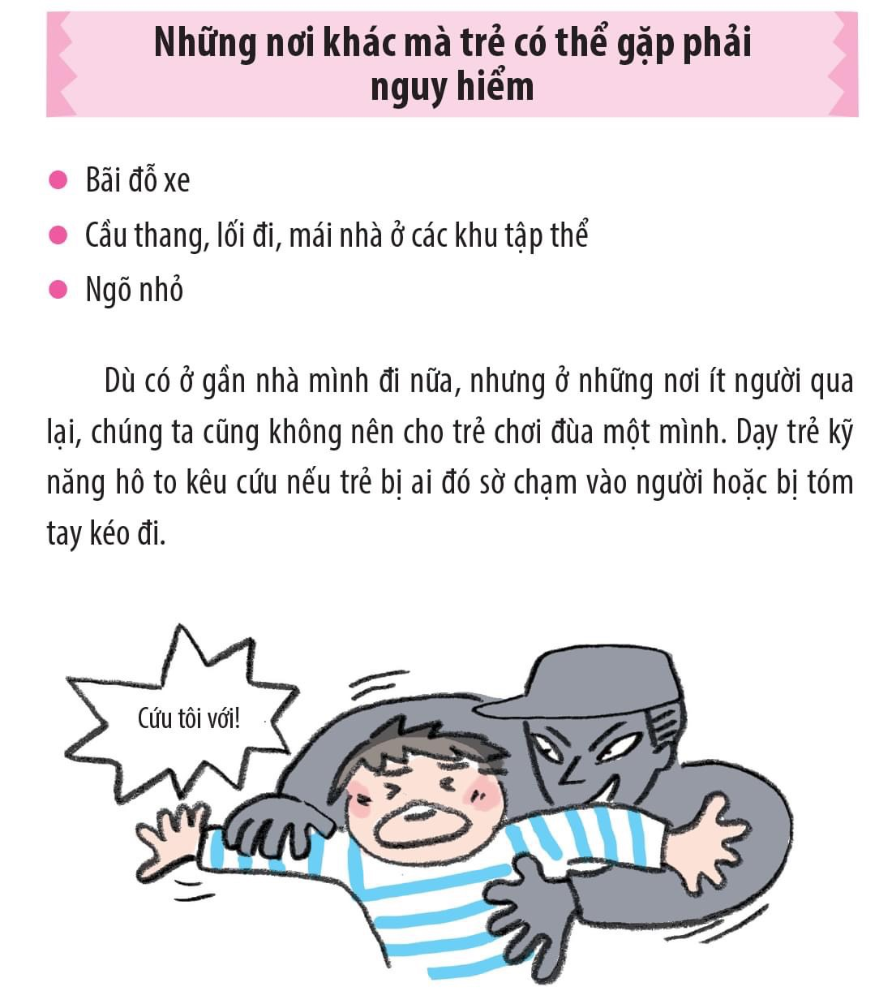 Những nơi khác mà trẻ có thể gặp phải
nguy hiểm
Bãi đỗ xe
Cầu thang, lối đi, mái nhà ở các khu tập thể
Ngõ nhỏ
Dù có ở gần nhà mình đi nữa, nhưng ở những nơi ít người qua
lại, chúng ta cũng không nên cho trẻ chơi đùa một mình. Dạy trẻ kỹ
năng hô to kêu cứu nếu trẻ bị ai đó sờ chạm vào người hoặc bị tóm
tay kéo đi.
Cứu tôi với!